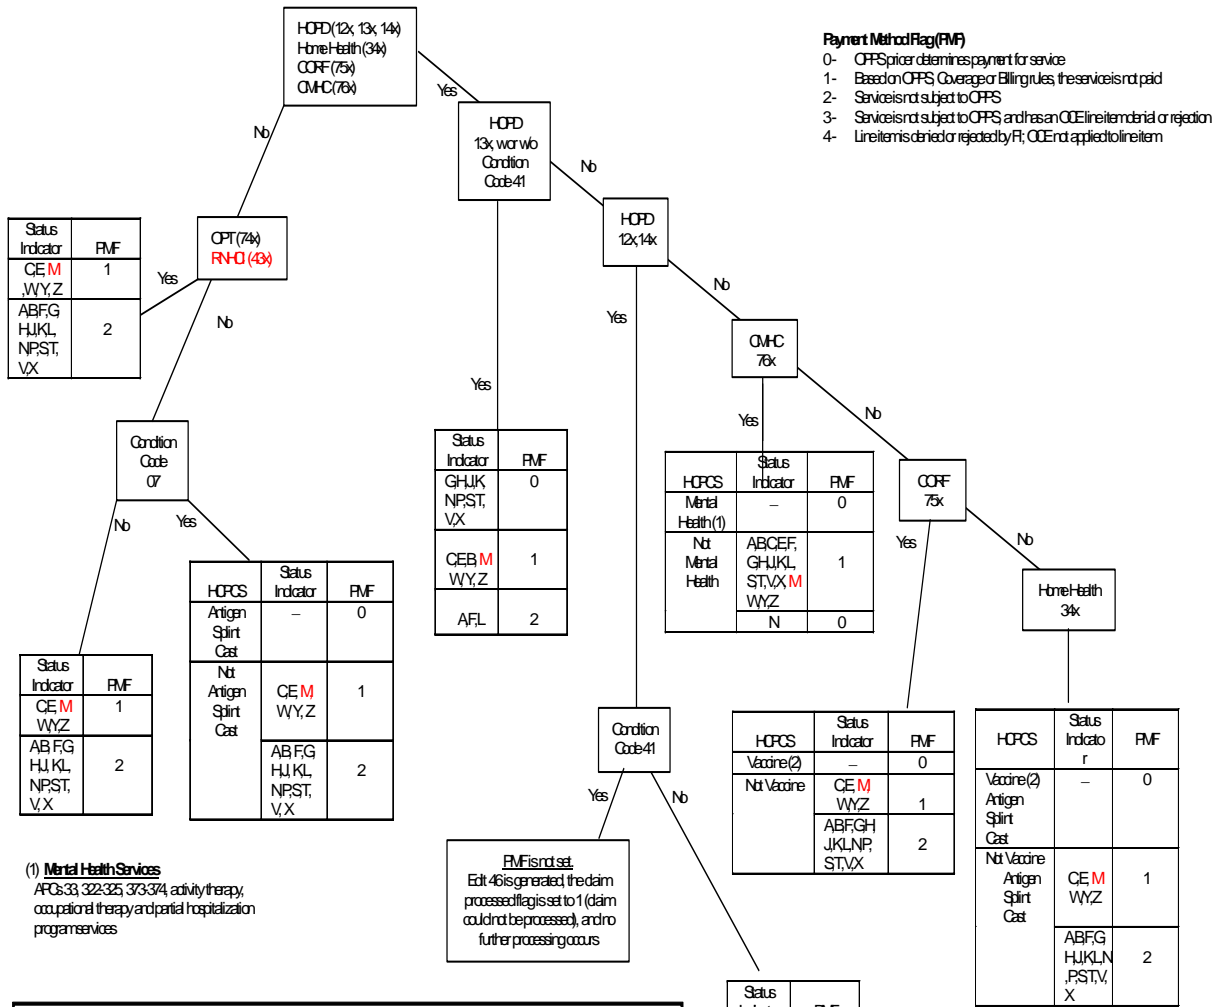 HOPD (12x, 13x, 14x)
Home Health (34x)
CORF (75x)
CMHC (76x)
Payment Method Flag (PMF)
0- OPPS pricer determines payment for service
1- Based on OPPS, Coverage or Billing rules, the service is not paid
2- Service is not subject to OPPS
3- Service is not subject to OPPS, and has an OCE line item denial or rejection
4- Line item is denied or rejected by FI; OCE not applied to line item
Yes
No
HOPD
13x, w or w/o
Condition
Code 41
No
HOPD
12x, 14x
OPT (74x)
RNHCI (43x)
Status
Indicator PMF
C,E, M
,W,Y, Z 1
A,B,F,G
H,J,K,L,
N,P,S,T,
V,X 2
Yes
No
No
Yes
CMHC
76x
Yes
Yes
No
Condition
Code
07
No
Yes
Status
Indicator PMF
G,H,J,K
N,P,S,T,
V,X 0
C,E,B, M
W,Y, Z 1
A,F,L 2
HCPCS
Status
Indicator PMF
Mental
Health (1) – 0
Not
Mental
Health
A,B,C,E,F,
G,H,J,K,L,
S,T,V,X, M
W,Y,Z 1
N 0
CORF
75x
Yes
No
Home Health
34x
HCPCS
Status
Indicator PMF
Antigen
Splint
Cast – 0
Not
Antigen
Splint
Cast
C,E, M,
W,Y, Z 1
A,B, F,G
H,J, K,L,
N,P,S,T,
V, X 2
Status
Indicator PMF
C,E, M
W,Y,Z 1
A,B, F,G
H,J, K,L,
N,P,S,T,
V, X 2
Condition
Code 41
Yes
No
HCPCS
Status
Indicator PMF
Vaccine (2) – 0
Not Vaccine
C,E, M,
W,Y,Z 1
A,B,F,G,H
J,K,L,N,P,
S,T,V,X 2
HCPCS
Status
Indicato
r PMF
Vaccine (2)
Antigen
Splint
Cast – 0
Not Vaccine
Antigen
Splint
Cast
C,E, M
W,Y,Z 1
A,B,F,G
H,J,K,L,N
,P,S,T,V,
X 2
PMF is not set.
Edit 46 is generated, the claim
processed flag is set to 1 (claim
could not be processed), and no
further processing occurs
(1) Mental Health Services
APCs 33, 322-325, 373-374, activity therapy,
occupational therapy and partial hospitalization
program services
Status